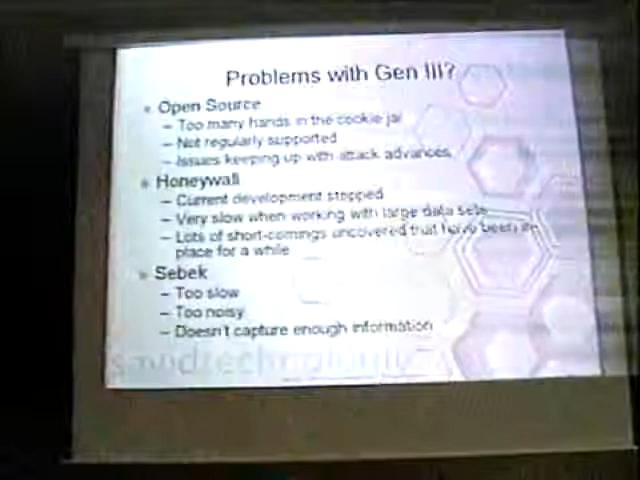 Problems with Gen III?
Open Source
– Too many hands in the cookie jar
– Not regularly supported
– Issues keeping up with attack advances
Honeywall
– Current development stopped
– Very slow when working with large data sets
– Lots of short-comings uncovered that have been in
place for a while
Sebek
– Too slow
– Too noisy
– Doesn't capture enough information